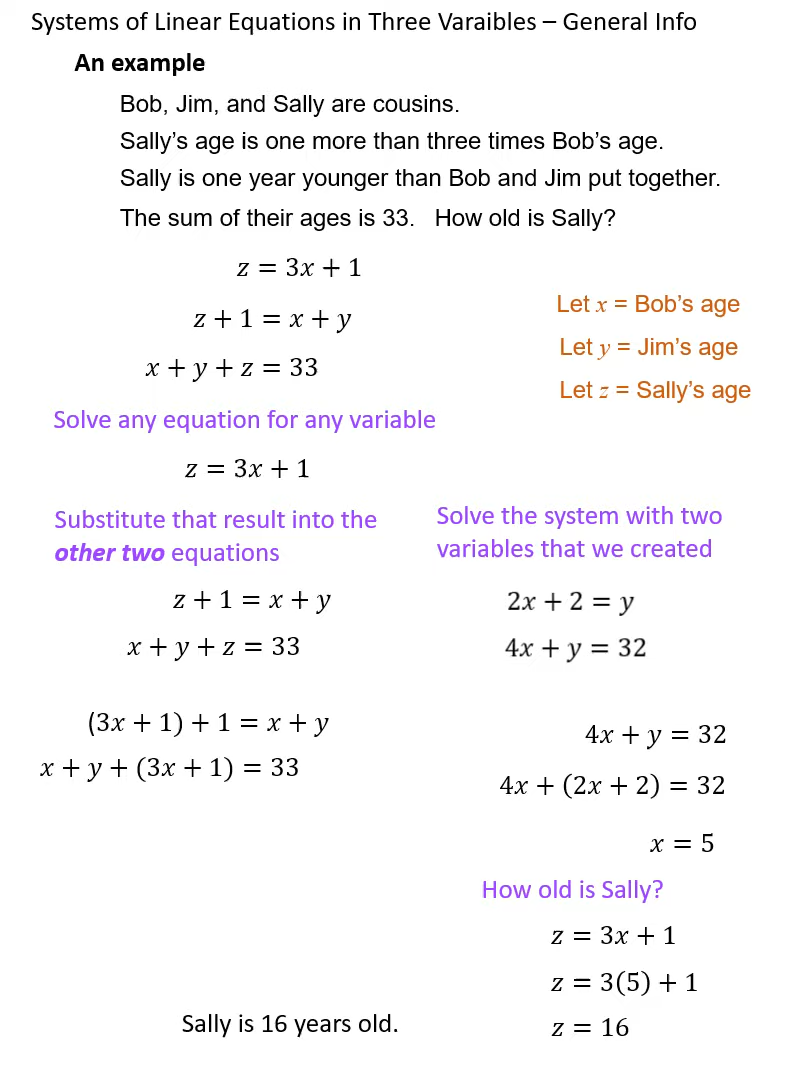 Systems of Linear Equations in Three Varaibles – General Info
An example
Bob, Jim, and Sally are cousins.
Sally’s age is one more than three times Bob’s age.
Sally is one year younger than Bob and Jim put together.
The sum of their ages is 33.   How old is Sally?
z = 3x + 1
z + 1 = x + y
x + y + z = 33
Let x = Bob’s age
Let y = Jim’s age
Let z = Sally’s age
Solve any equation for any variable
z = 3x + 1
Substitute that result into the
other two equations
z + 1 = x + y
x + y + z = 33
(3x + 1) + 1 = x + y
x + y + (3x + 1) = 33
Solve the system with two
variables that we created
2x + 2 = y
4x + y = 32
4x + y = 32
4x + (2x + 2) = 32
x = 5
How old is Sally?
z = 3x + 1
z = 3(5) + 1
z = 16
Sally is 16 years old.